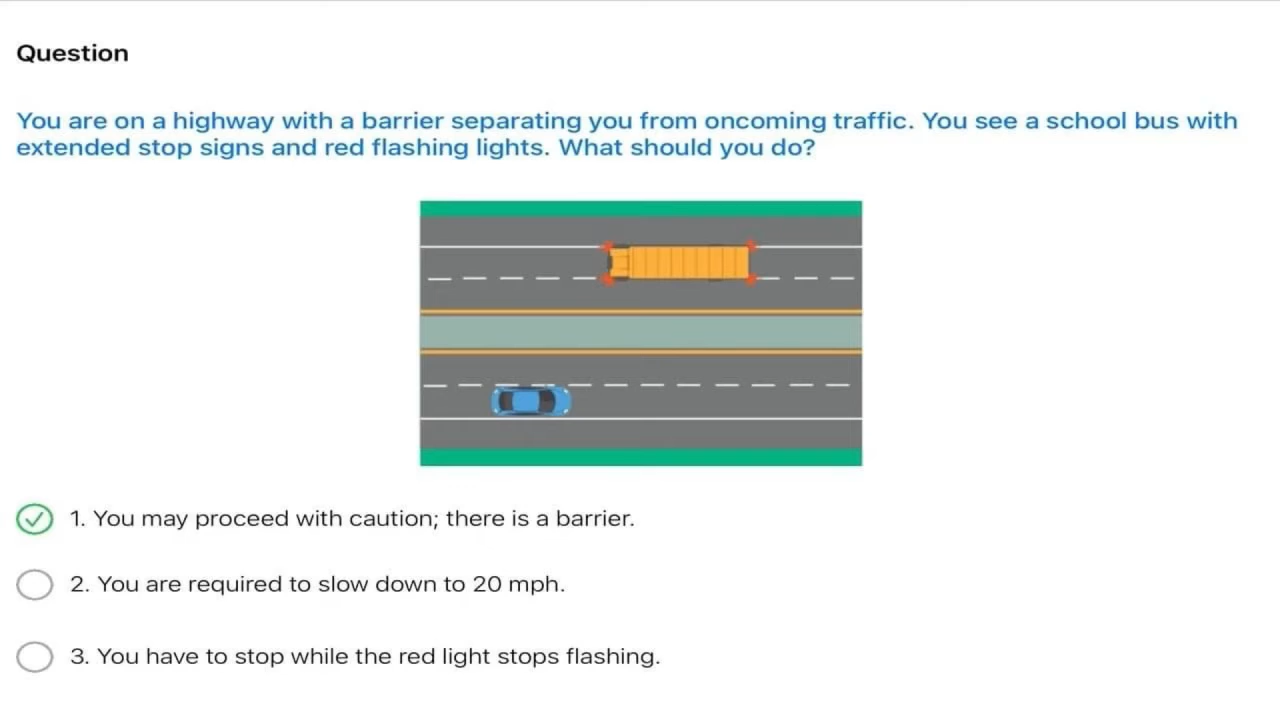 Question
You are on a highway with a barrier separating you from oncoming traffic. You see a school bus with
extended stop signs and red flashing lights. What should you do?
1. You may proceed with caution; there is a barrier.
2. You are required to slow down to 20 mph.
3. You have to stop while the red light stops flashing.